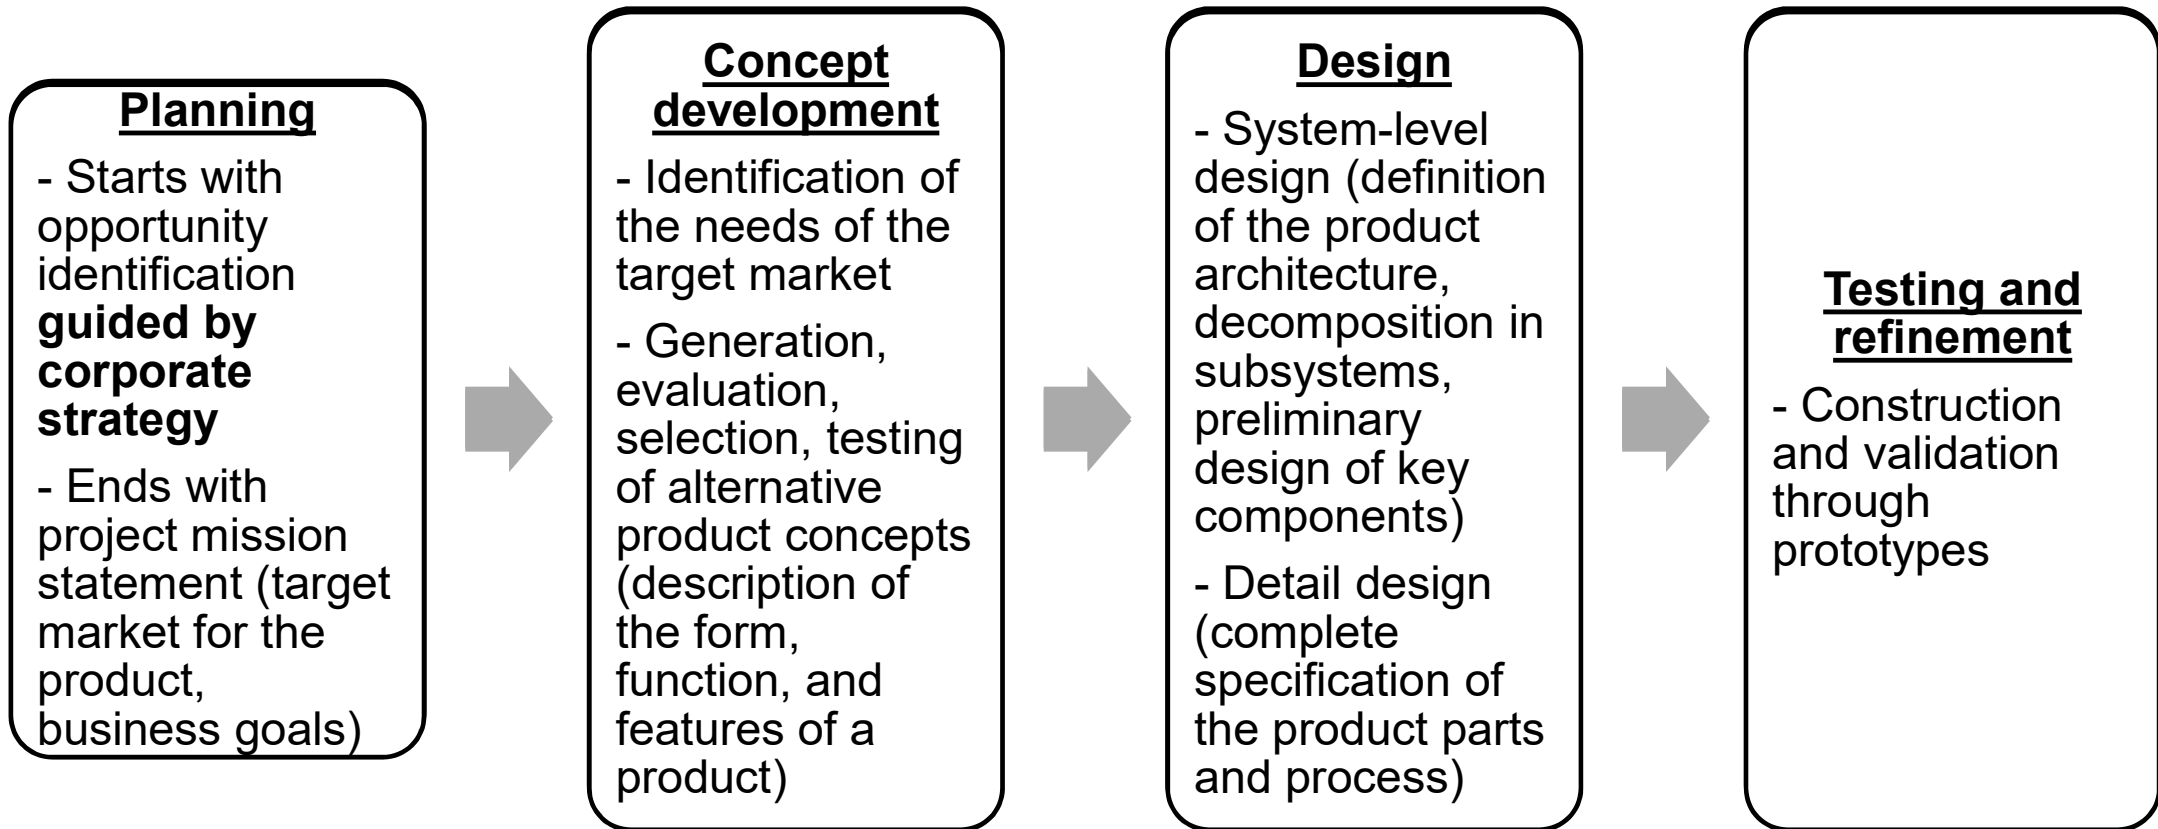 Planning
- Starts with
opportunity
identification
guided by
corporate
strategy
- Ends with
project mission
statement (target
market for the
product,
business goals)
Concept
development
- Identification of
the needs of the
target market
- Generation,
evaluation,
selection, testing
of alternative
product concepts
(description of
the form,
function, and
features of a
product)
Design
- System-level
design (definition
of the product
architecture,
decomposition in
subsystems,
preliminary
design of key
components)
- Detail design
(complete
specification of
the product parts
and process)
Testing and
refinement
- Construction
and validation
through
prototypes